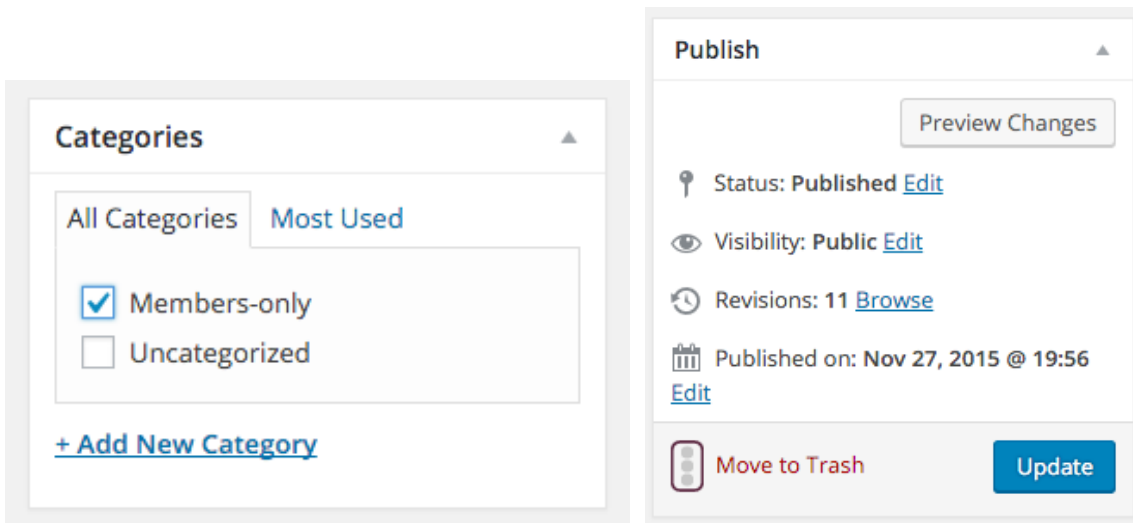 Categories
All Categories Most Used
Members-only
Uncategorized
+ Add New Category
Publish
Preview Changes
Status: Published Edit
Visibility: Public Edit
Revisions: 11 Browse
Published on: Nov 27, 2015 @ 19:56
Edit
Move to Trash Update